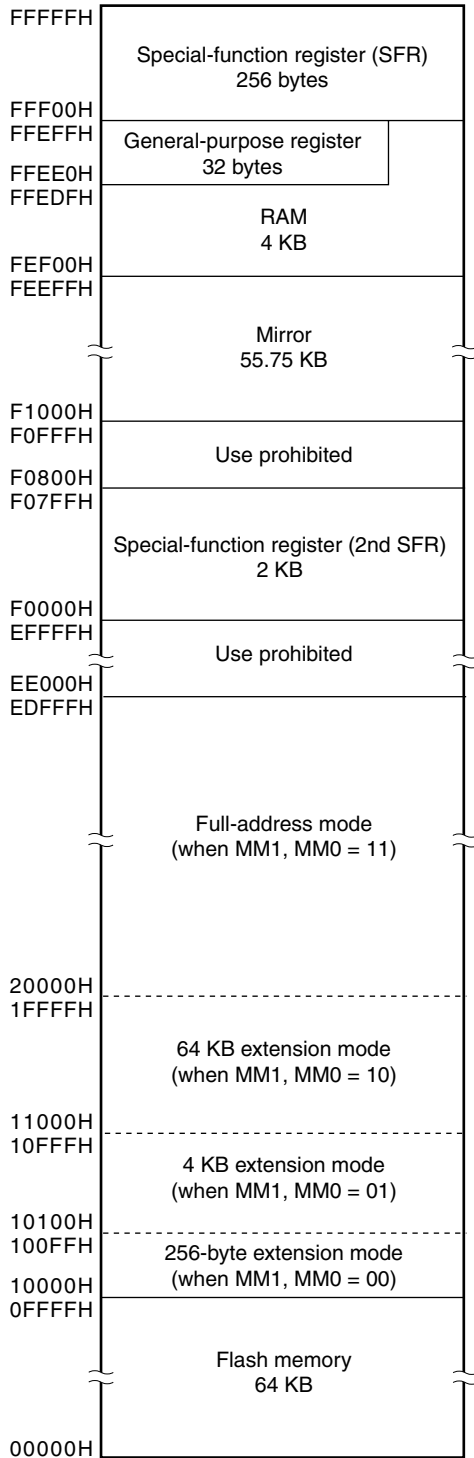 FFFFFH
Special-function register (SFR)
256 bytes
FFF00H
FFEFFH
General-purpose register
32 bytes
FFEE0H
FFEDFH
RAM
4 KB
FEF00H
FEEFFH
Mirror
55.75 KB
F1000H
F0FFFH
Use prohibited
F0800H
F07FFH
Special-function register (2nd SFR)
2 KB
F0000H
EFFFFH
Use prohibited
EE000H
EDFFFH
Full-address mode
(when MM1, MM0 = 11)
20000H
1FFFFH
64 KB extension mode
(when MM1, MM0 = 10)
11000H
10FFFH
4 KB extension mode
(when MM1, MM0 = 01)
10100H
100FFH
256-byte extension mode
(when MM1, MM0 = 00)
10000H
0FFFFH
Flash memory
64 KB
00000H